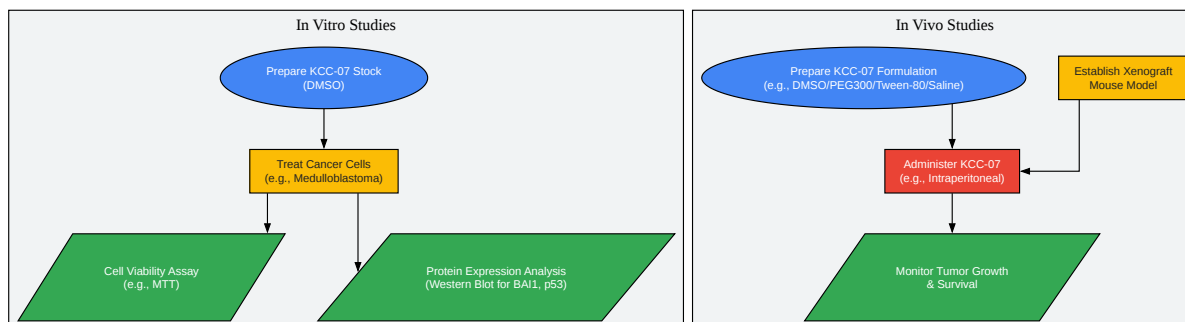 In Vitro Studies
Prepare KCC-07 Stock
(DMSO)
Treat Cancer Cells
(e.g., Medulloblastoma)
Cell Viability Assay
(e.g., MTT)
Protein Expression Analysis
(Western Blot for BAI1, p53)
In Vivo Studies
Prepare KCC-07 Formulation
(e.g., DMSO/PEG300/Tween-80/Saline)
Establish Xenograft
Mouse Model
Administer KCC-07
(e.g., Intraperitoneal)
Monitor Tumor Growth
& Survival